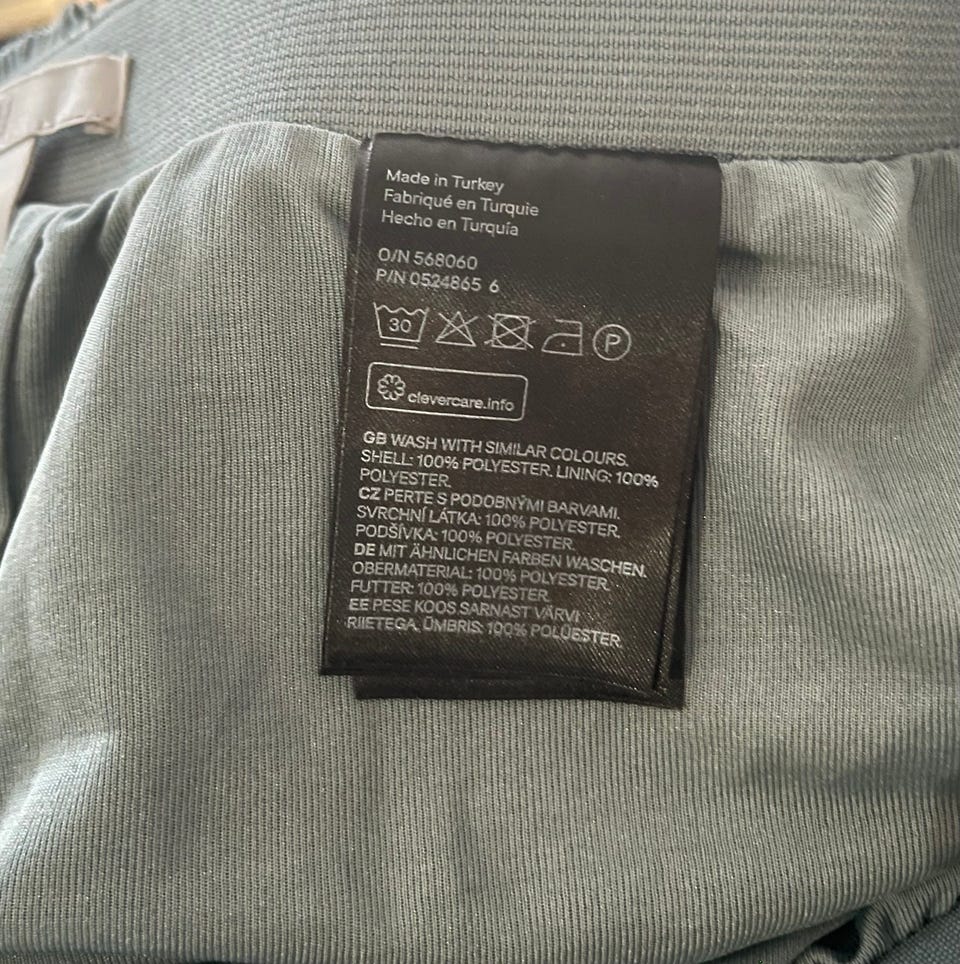 Made in Turkey
Fabriqué en Turquie
Hecho en Turquía
O/N 568060
P/N 0524865 6
30
P
clevercare.info
GB WASH WITH SIMILAR COLOURS.
SHELL: 100% POLYESTER. LINING: 100%
POLYESTER.
CZ PERTE S PODOBNÝMI BARVAMI.
SVRCHNÍ LÁTKA: 100% POLYESTER.
PODŠÍVKA: 100% POLYESTER.
DE MIT ÄHNLICHEN FARBEN WASCHEN.
OBERMATERIAL: 100% POLYESTER.
FUTTER: 100% POLYESTER.
EE PESE KOOS SARNAST VÄRVI
RIIETEGA. ÜMBRIS: 100% POLÜESTER.